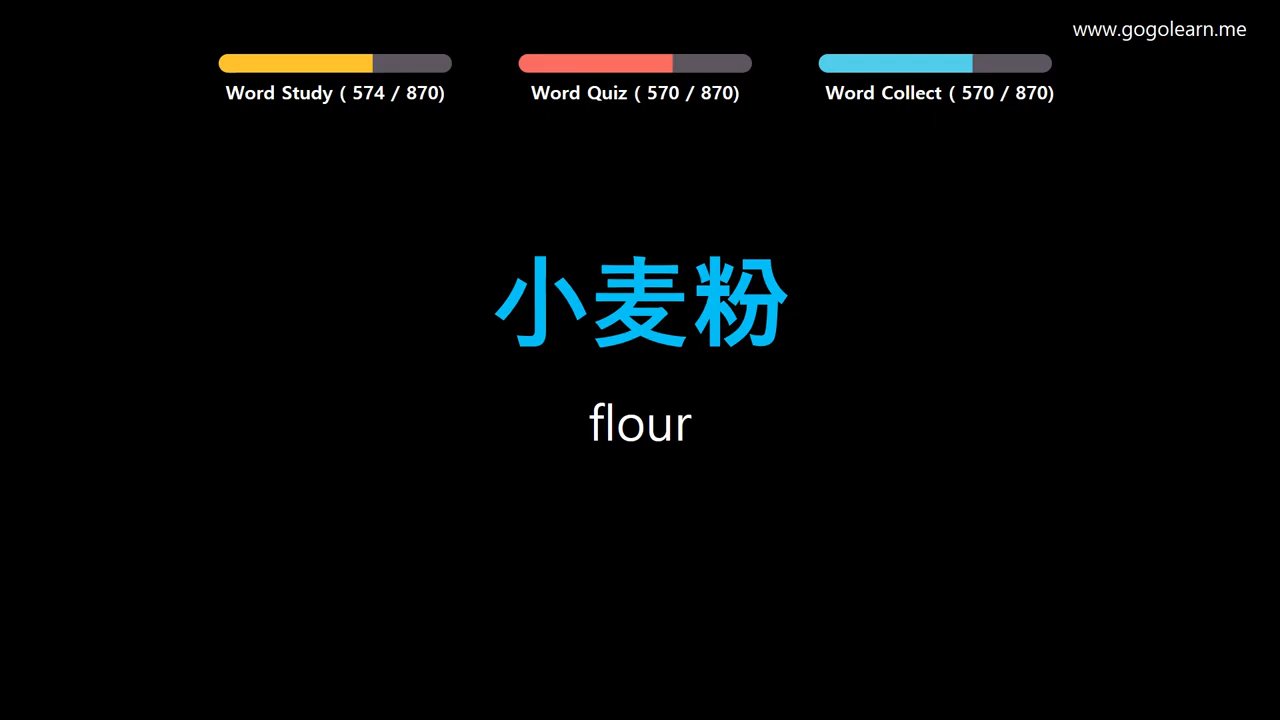 www.gogolearn.me
Word Study ( 574 / 870)
Word Quiz ( 570 / 870)
Word Collect ( 570 / 870)
小麦粉
flour